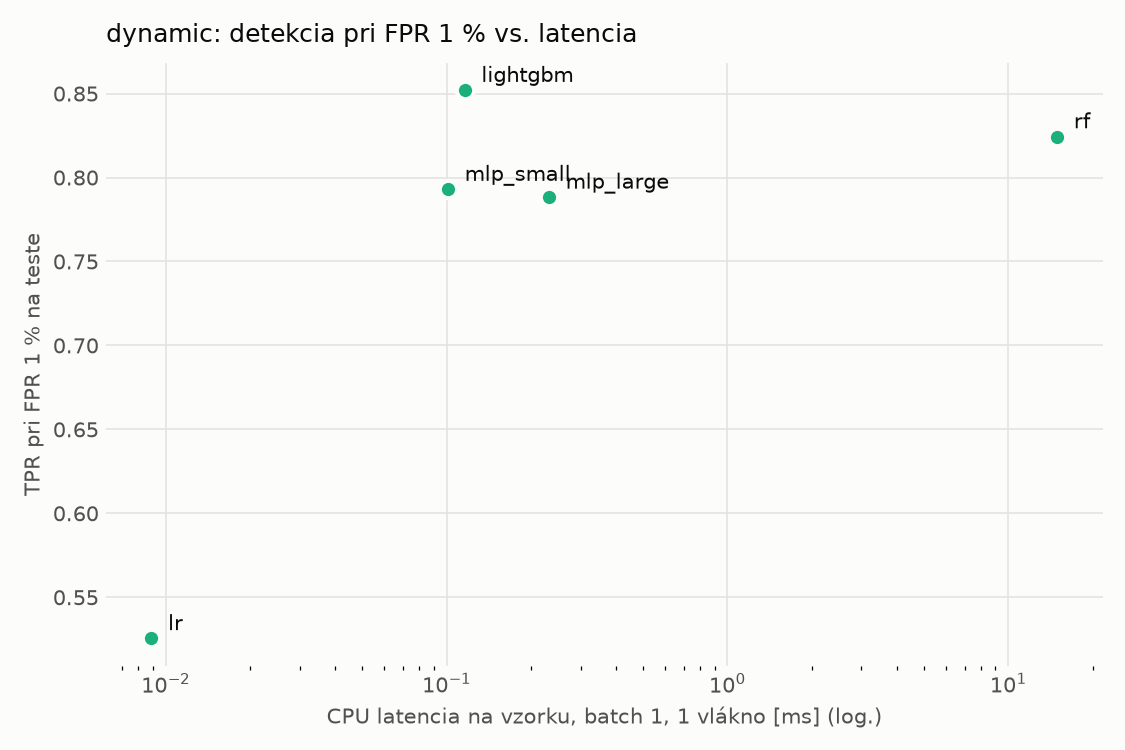 dynamic: detekcia pri FPR 1 % vs. latencia
TPR pri FPR 1 % na teste
0.85
0.80
0.75
0.70
0.65
0.60
0.55
lightgbm
rf
mlp_small
mlp_large
lr
10⁻²
10⁻¹
10⁰
10¹
CPU latencia na vzorku, batch 1, 1 vlákno [ms] (log.)